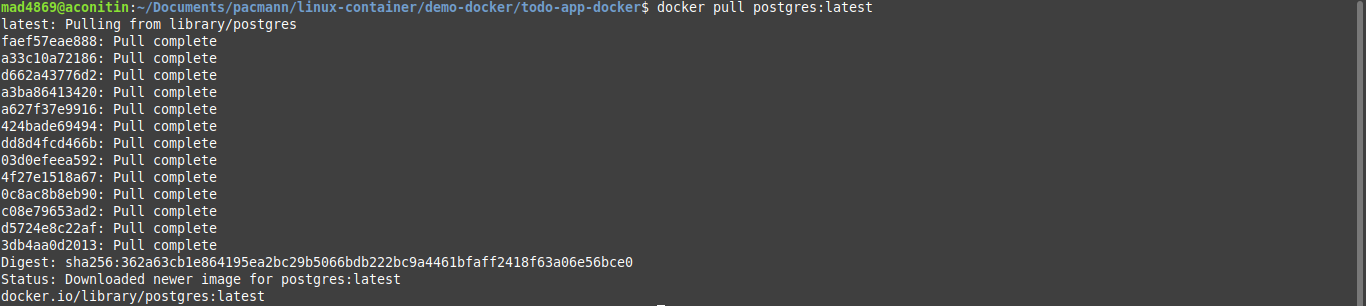 mad4869@aconitin:~/Documents/pacmann/linux-container/demo-docker/todo-app-docker$ docker pull postgres:latest
latest: Pulling from library/postgres
faef57eae888: Pull complete
a33c10a72186: Pull complete
d662a43776d2: Pull complete
a3ba86413420: Pull complete
a627f37e9916: Pull complete
424bade69494: Pull complete
dd8d4fcd466b: Pull complete
03d0efeea592: Pull complete
4f27e1518a67: Pull complete
0c8ac8b8eb90: Pull complete
c08e79653ad2: Pull complete
d5724e8c22af: Pull complete
3db4aa0d2013: Pull complete
Digest: sha256:362a63cb1e864195ea2bc29b5066bdb222bc9a4461bfaff2418f63a06e56bce0
Status: Downloaded newer image for postgres:latest
docker.io/library/postgres:latest